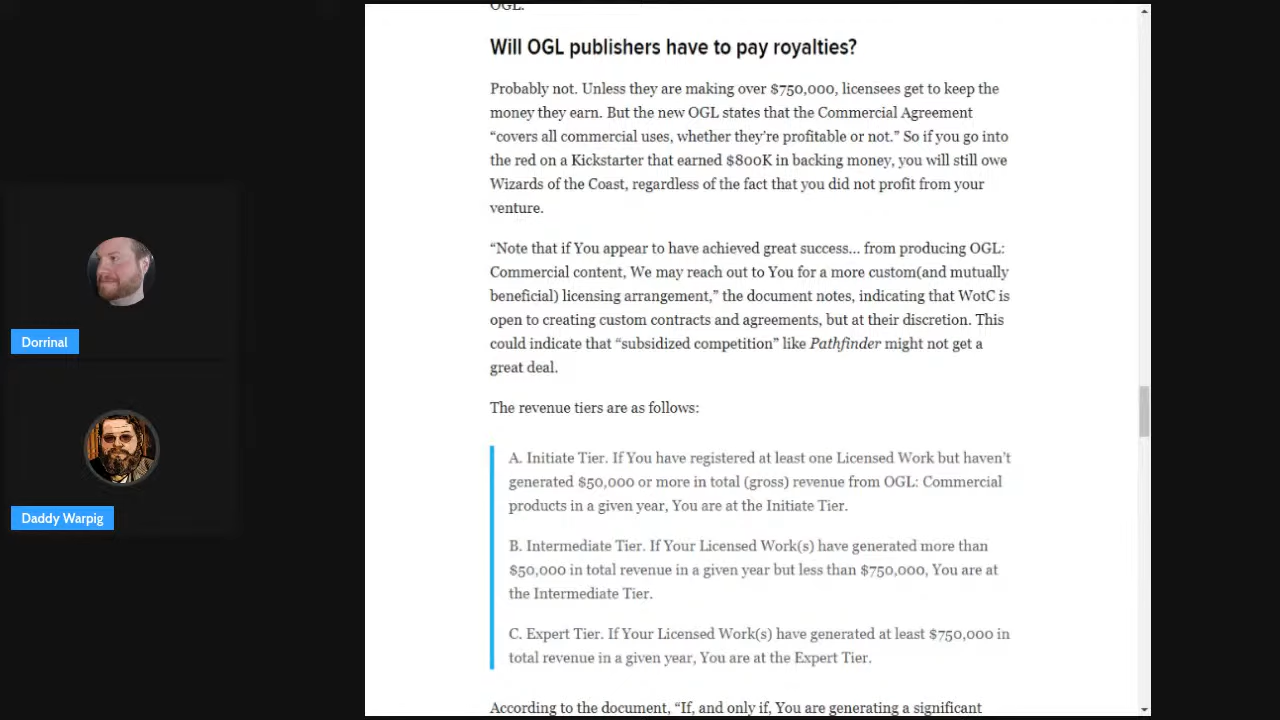 OGL.
Will OGL publishers have to pay royalties?
Probably not. Unless they are making over $750,000, licensees get to keep the
money they earn. But the new OGL states that the Commercial Agreement
“covers all commercial uses, whether they’re profitable or not.” So if you go into
the red on a Kickstarter that earned $800K in backing money, you will still owe
Wizards of the Coast, regardless of the fact that you did not profit from your
venture.
“Note that if You appear to have achieved great success… from producing OGL:
Commercial content, We may reach out to You for a more custom(and mutually
beneficial) licensing arrangement,” the document notes, indicating that WotC is
open to creating custom contracts and agreements, but at their discretion. This
could indicate that “subsidized competition” like Pathfinder might not get a
great deal.
The revenue tiers are as follows:
A. Initiate Tier. If You have registered at least one Licensed Work but haven’t
generated $50,000 or more in total (gross) revenue from OGL: Commercial
products in a given year, You are at the Initiate Tier.
B. Intermediate Tier. If Your Licensed Work(s) have generated more than
$50,000 in total revenue in a given year but less than $750,000, You are at
the Intermediate Tier.
C. Expert Tier. If Your Licensed Work(s) have generated at least $750,000 in
total revenue in a given year, You are at the Expert Tier.
According to the document, “If, and only if, You are generating a significant
Dorrinal
Daddy Warpig